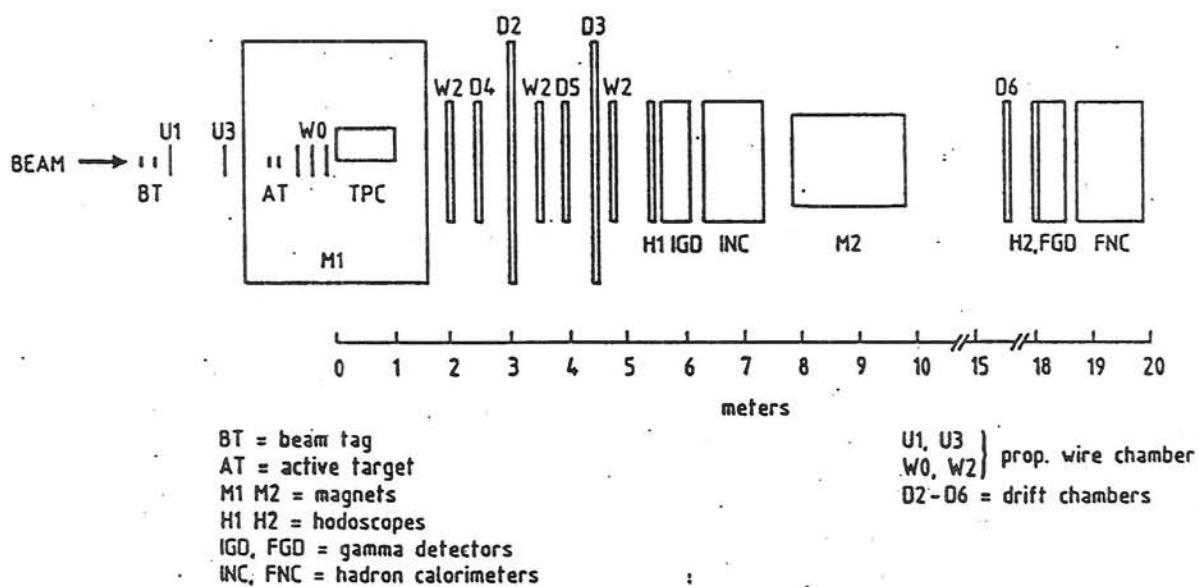 D2 D3
W2 D4 W2 D5 W2 D6
U1 U3 W0
BEAM
BT AT TPC
H1 IGD INC M2 H2,FGD FNC
M1
0 1 2 3 4 5 6 7 8 9 10 15 18 19 20
meters
BT = beam tag
AT = active target
M1 M2 = magnets
H1 H2 = hodoscopes
IGD, FGD = gamma detectors
INC, FNC = hadron calorimeters
U1, U3
W0, W2
prop. wire chamber
D2-D6 = drift chambers